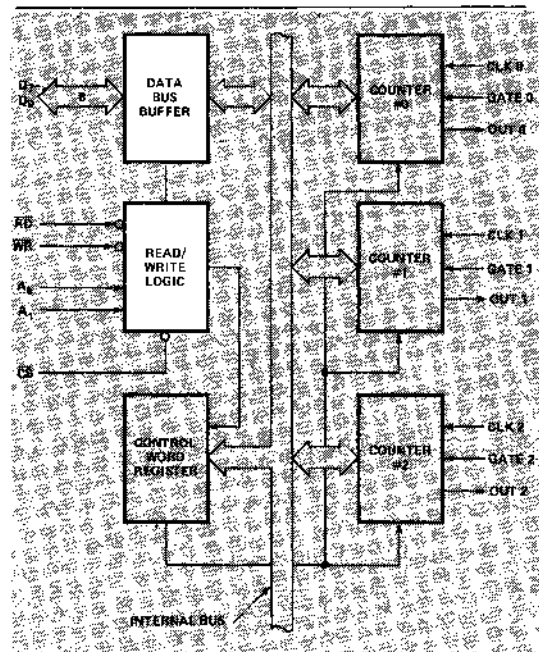 D7-
D0
8
DATA
BUS
BUFFER
COUNTER
#0
CLK 0
GATE 0
OUT 0
RD
WR
A0
A1
CS
READ/
WRITE
LOGIC
COUNTER
#1
CLK 1
GATE 1
OUT 1
CONTROL
WORD
REGISTER
COUNTER
#2
CLK 2
GATE 2
OUT 2
INTERNAL BUS